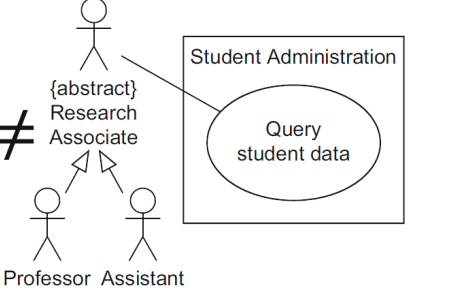 Student Administration
{abstract}
Research
Associate
≠
Query
student data
Professor Assistant